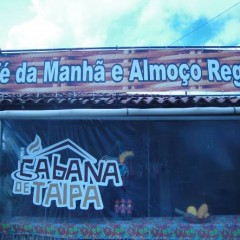 é da Manhã e Almoço Reg
CABANA
DE TAIPA